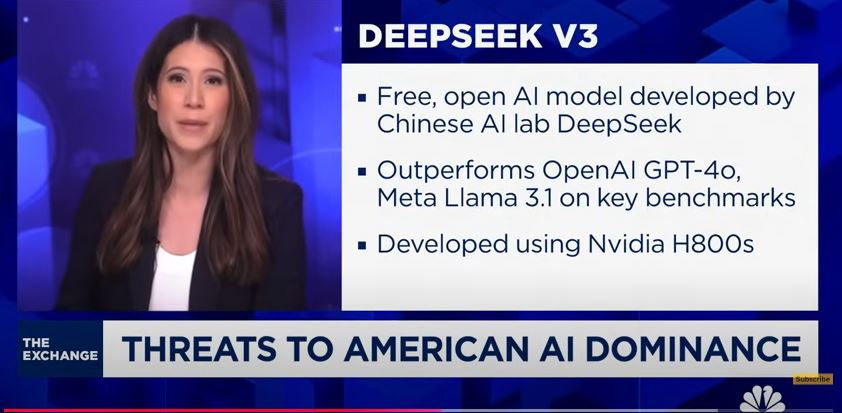 DEEPSEEK V3
▪ Free, open AI model developed by
Chinese AI lab DeepSeek
▪ Outperforms OpenAI GPT-4o,
Meta Llama 3.1 on key benchmarks
▪ Developed using Nvidia H800s
THE
EXCHANGE
THREATS TO AMERICAN AI DOMINANCE
Subscribe